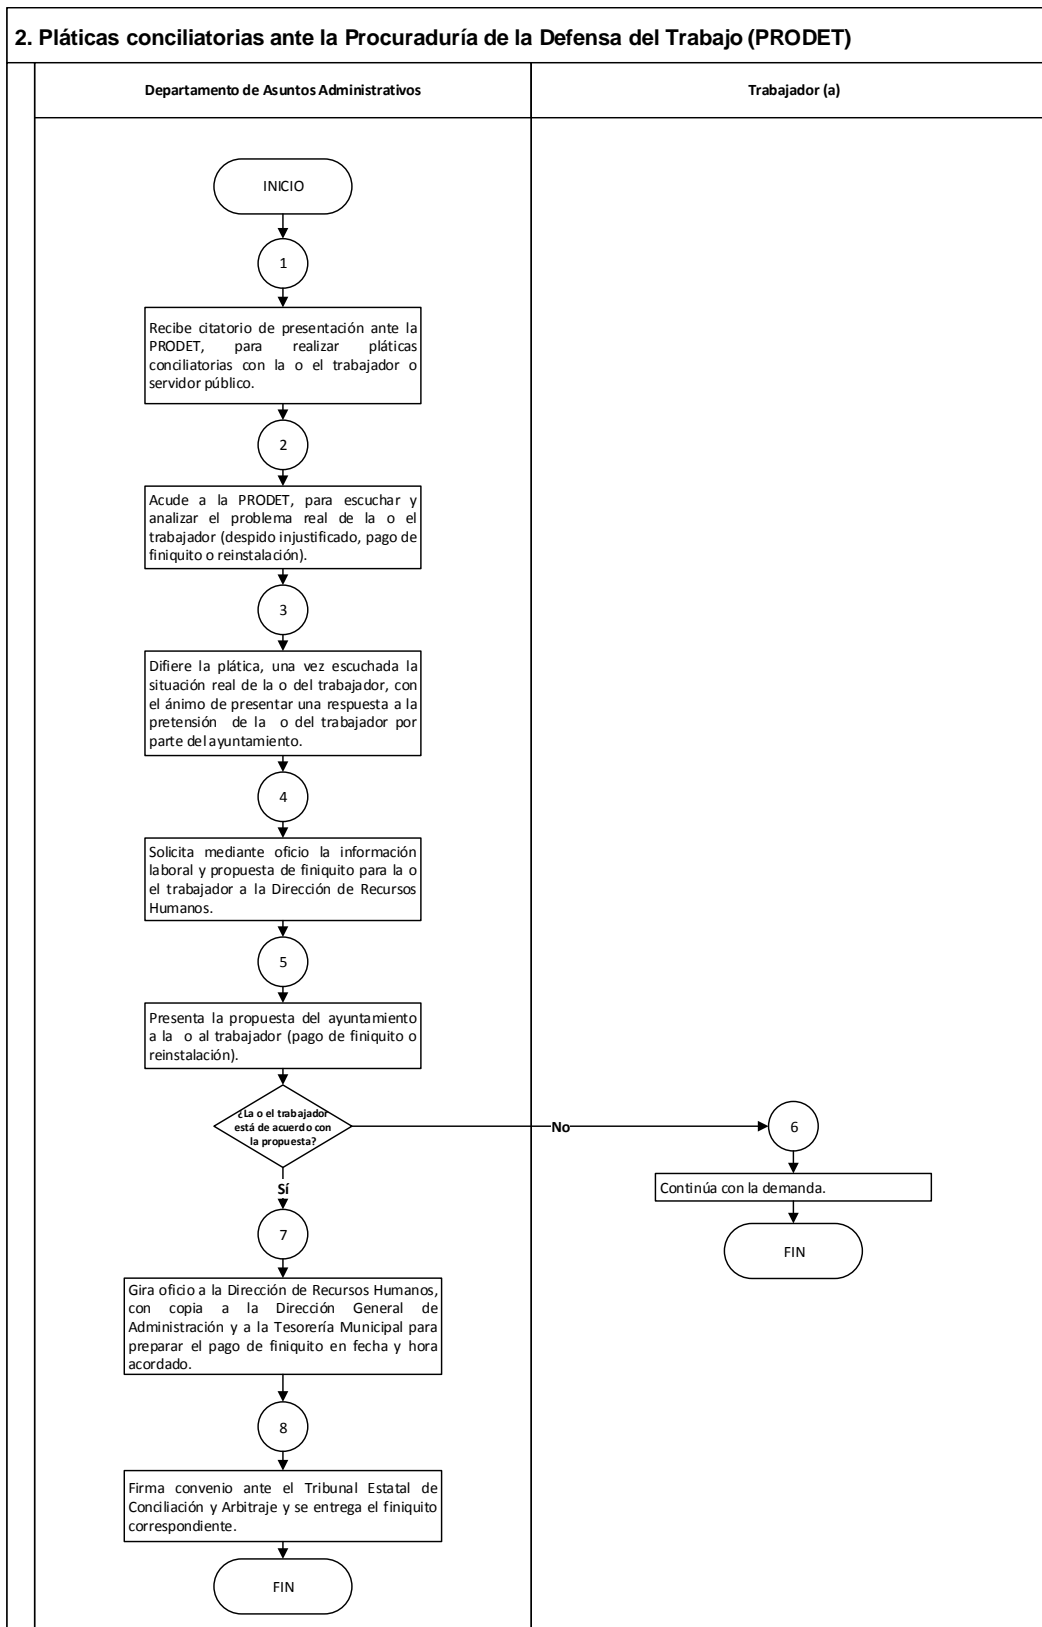 2. Pláticas conciliatorias ante la Procuraduría de la Defensa del Trabajo (PRODET)
Departamento de Asuntos Administrativos
Trabajador (a)
INICIO
1
Recibe citatorio de presentación ante la
PRODET, para realizar pláticas
conciliatorias con la o el trabajador o
servidor público.
2
Acude a la PRODET, para escuchar y
analizar el problema real de la o el
trabajador (despido injustificado, pago de
finiquito o reinstalación).
3
Difiere la plática, una vez escuchada la
situación real de la o del trabajador, con
el ánimo de presentar una respuesta a la
pretensión de la o del trabajador por
parte del ayuntamiento.
4
Solicita mediante oficio la información
laboral y propuesta de finiquito para la o
el trabajador a la Dirección de Recursos
Humanos.
5
Presenta la propuesta del ayuntamiento
a la o al trabajador (pago de finiquito o
reinstalación).
¿La o el trabajador
está de acuerdo con
la propuesta?
No
6
Continúa con la demanda.
FIN
Sí
7
Gira oficio a la Dirección de Recursos Humanos,
con copia a la Dirección General de
Administración y a la Tesorería Municipal para
preparar el pago de finiquito en fecha y hora
acordado.
8
Firma convenio ante el Tribunal Estatal de
Conciliación y Arbitraje y se entrega el finiquito
correspondiente.
FIN